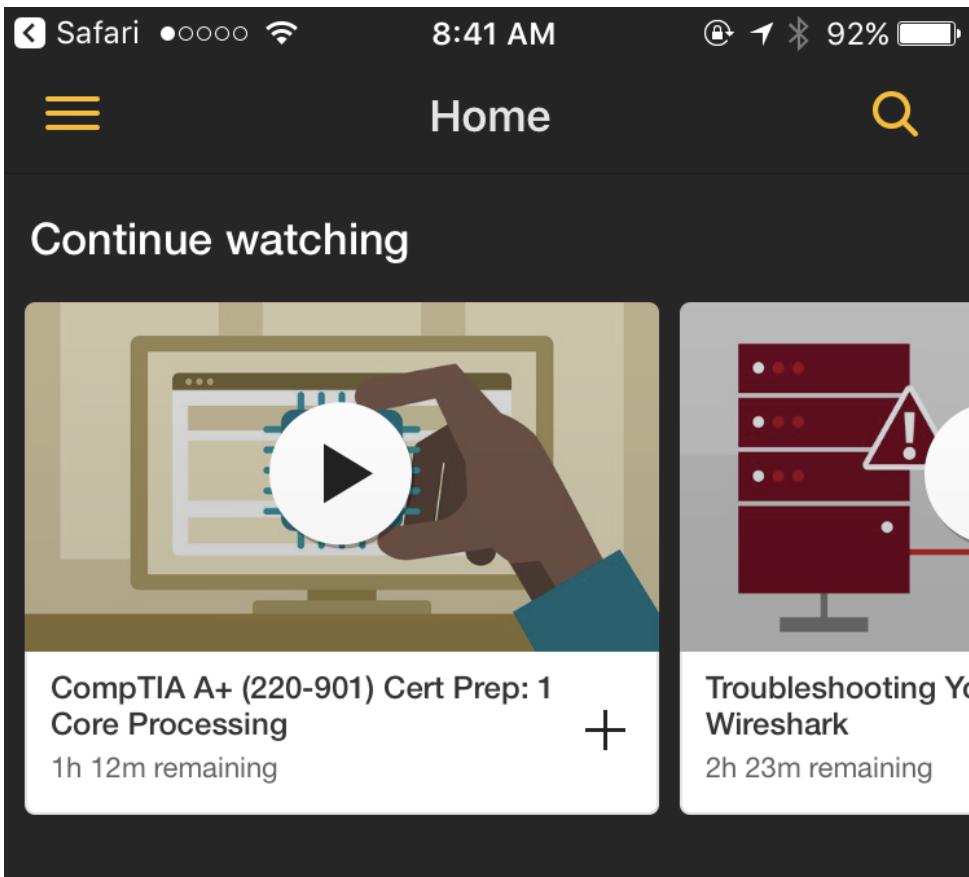 Safari 8:41 AM 92%
Home
Continue watching
CompTIA A+ (220-901) Cert Prep: 1
Core Processing
1h 12m remaining
Troubleshooting
Wireshark
2h 23m remaining